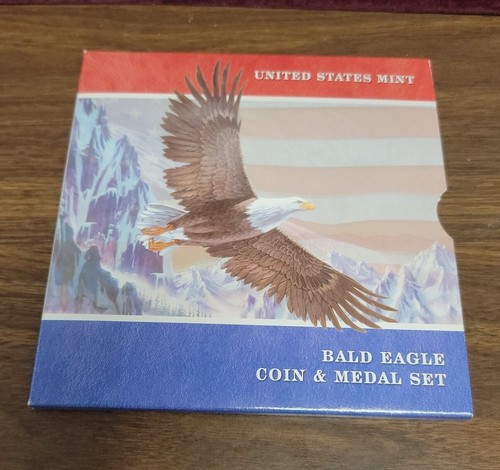 UNITED STATES MINT
BALD EAGLE
COIN & MEDAL SET